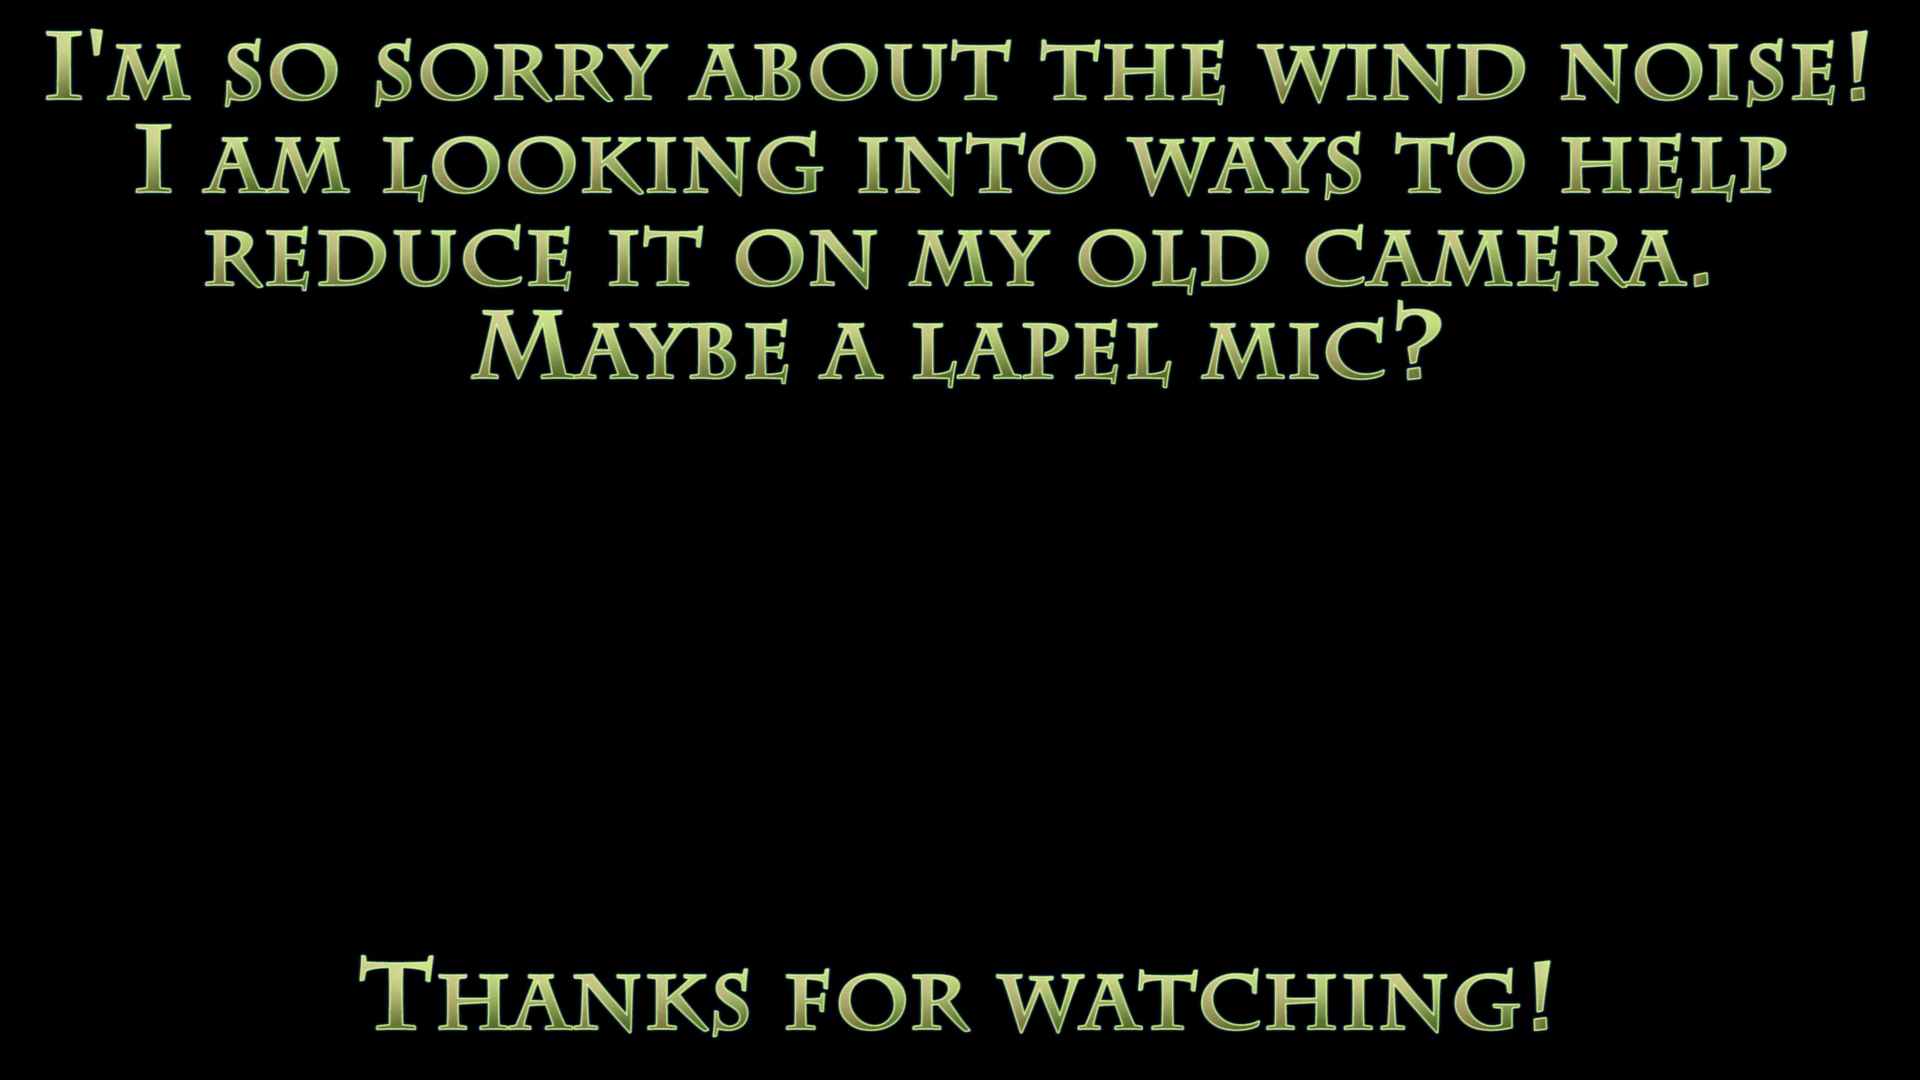 I'm so sorry about the wind noise!
I am looking into ways to help
reduce it on my old camera.
Maybe a lapel mic?
Thanks for watching!